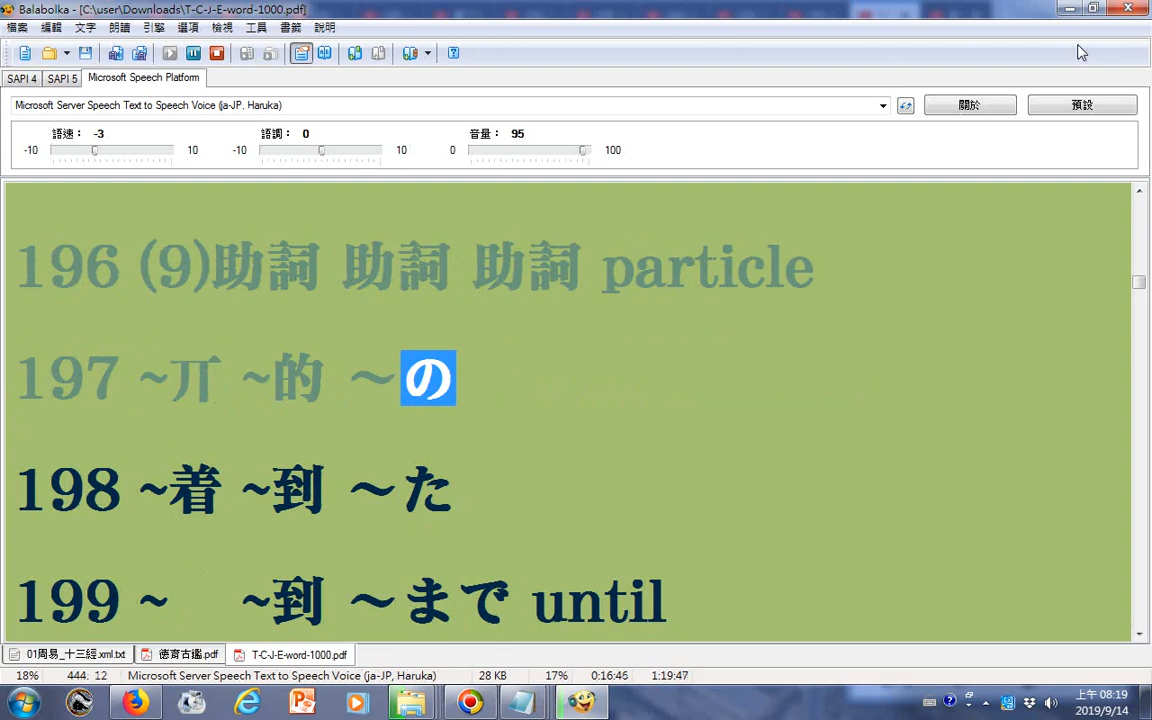 Balabolka - [C:\user\Downloads\T-C-J-E-word-1000.pdf]
檔案 編輯 文字 朗讀 引擎 選項 檢視 工具 書籤 說明
SAPI 4 SAPI 5 Microsoft Speech Platform
Microsoft Server Speech Text to Speech Voice (ja-JP, Haruka) 關於 預設
語速： -3 語調： 0 音量： 95
-10 10 -10 10 0 100
196 (9)助詞 助詞 助詞 particle
197 ~丌 ~的 ～の
198 ~着 ~到 ～た
199 ~ ~到 ～まで until
01周易_十三經.xml.txt 德育古鑑.pdf T-C-J-E-word-1000.pdf
18% 444: 12 Microsoft Server Speech Text to Speech Voice (ja-JP, Haruka) 28 KB 17% 0:16:46 1:19:47
上午 08:19
2019/9/14